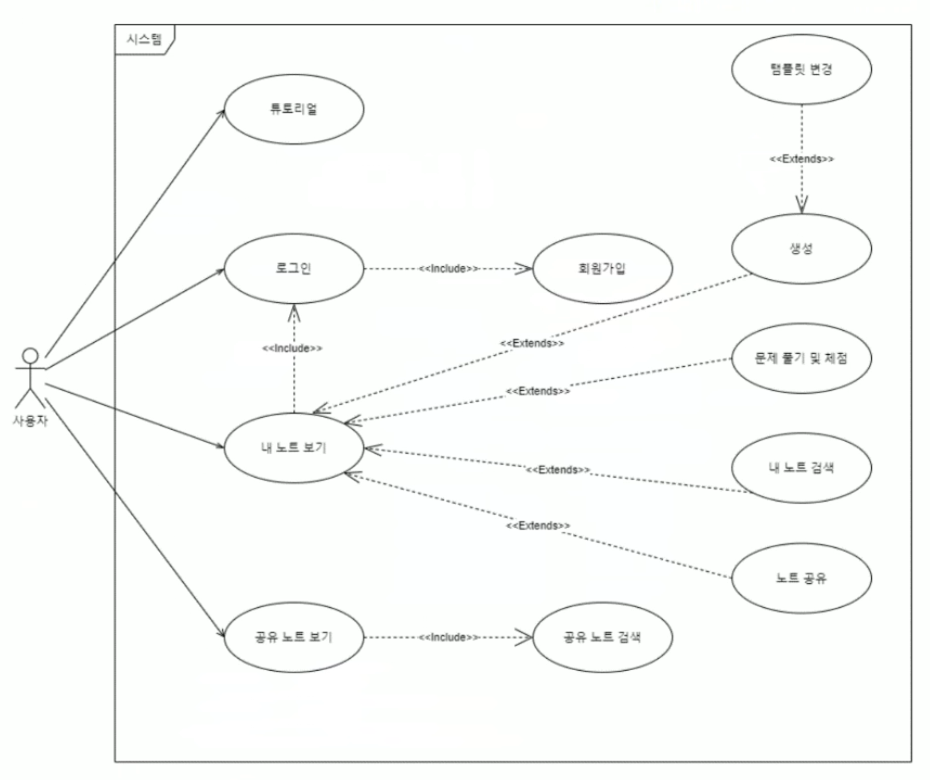 시스템
템플릿 변경
튜토리얼
<<Extends>>
생성
로그인
<<Include>>
회원가입
<<Include>>
<<Extends>>
문제 풀기 및 체점
<<Extends>>
사용자
내 노트 보기
<<Extends>>
내 노트 검색
<<Extends>>
노트 공유
공유 노트 보기
<<Include>>
공유 노트 검색